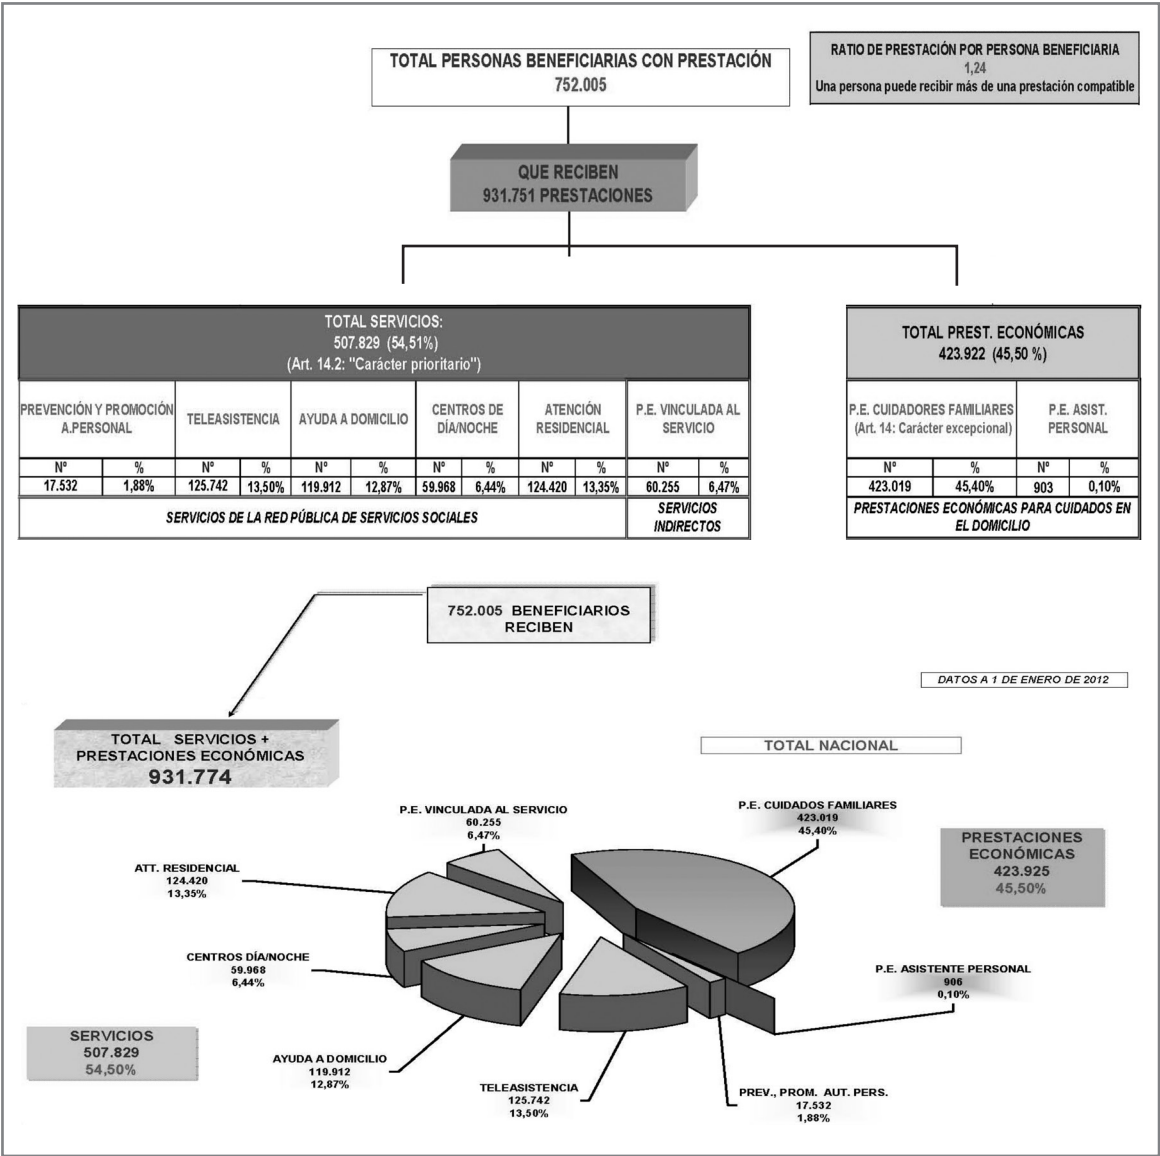 TOTAL PERSONAS BENEFICIARIAS CON PRESTACIÓN
752.005
RATIO DE PRESTACIÓN POR PERSONA BENEFICIARIA
1,24
Una persona puede recibir más de una prestación compatible
QUE RECIBEN
931.751 PRESTACIONES
TOTAL SERVICIOS:
507.829 (54,51%)
(Art. 14.2: "Carácter prioritario")
PREVENCIÓN Y PROMOCIÓN A.PERSONAL
TELEASISTENCIA
AYUDA A DOMICILIO
CENTROS DE DÍA/NOCHE
ATENCIÓN RESIDENCIAL
P.E. VINCULADA AL SERVICIO
Nº % Nº % Nº % Nº % Nº % Nº %
17.532 1,88% 125.742 13,50% 119.912 12,87% 59.968 6,44% 124.420 13,35% 60.255 6,47%
SERVICIOS DE LA RED PÚBLICA DE SERVICIOS SOCIALES
SERVICIOS
INDIRECTOS
TOTAL PREST. ECONÓMICAS
423.922 (45,50 %)
P.E. CUIDADORES FAMILIARES
(Art. 14: Carácter excepcional)
P.E. ASIST.
PERSONAL
Nº % Nº %
423.019 45,40% 903 0,10%
PRESTACIONES ECONÓMICAS PARA CUIDADOS EN
EL DOMICILIO
752.005 BENEFICIARIOS
RECIBEN
DATOS A 1 DE ENERO DE 2012
TOTAL SERVICIOS +
PRESTACIONES ECONÓMICAS
931.774
TOTAL NACIONAL
P.E. VINCULADA AL SERVICIO
60.255
6,47%
P.E. CUIDADOS FAMILIARES
423.019
45,40%
PRESTACIONES
ECONÓMICAS
423.925
45,50%
ATT. RESIDENCIAL
124.420
13,35%
CENTROS DÍA/NOCHE
59.968
6,44%
P.E. ASISTENTE PERSONAL
906
0,10%
SERVICIOS
507.829
54,50%
AYUDA A DOMICILIO
119.912
12,87%
TELEASISTENCIA
125.742
13,50%
PREV., PROM. AUT. PERS.
17.532
1,88%